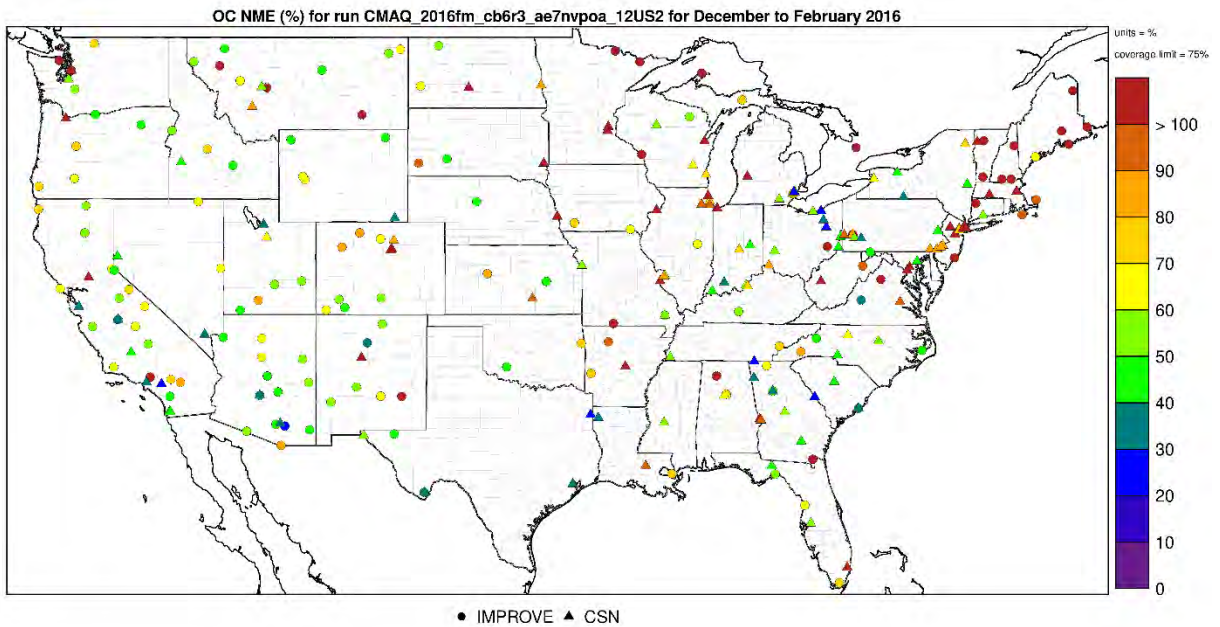 OC NME (%) for run CMAQ_2016fm_cb6r3_ae7nvpoa_12US2 for December to February 2016
units = %
coverage limit = 75%
> 100
90
80
70
60
50
40
30
20
10
0
● IMPROVE ▲ CSN